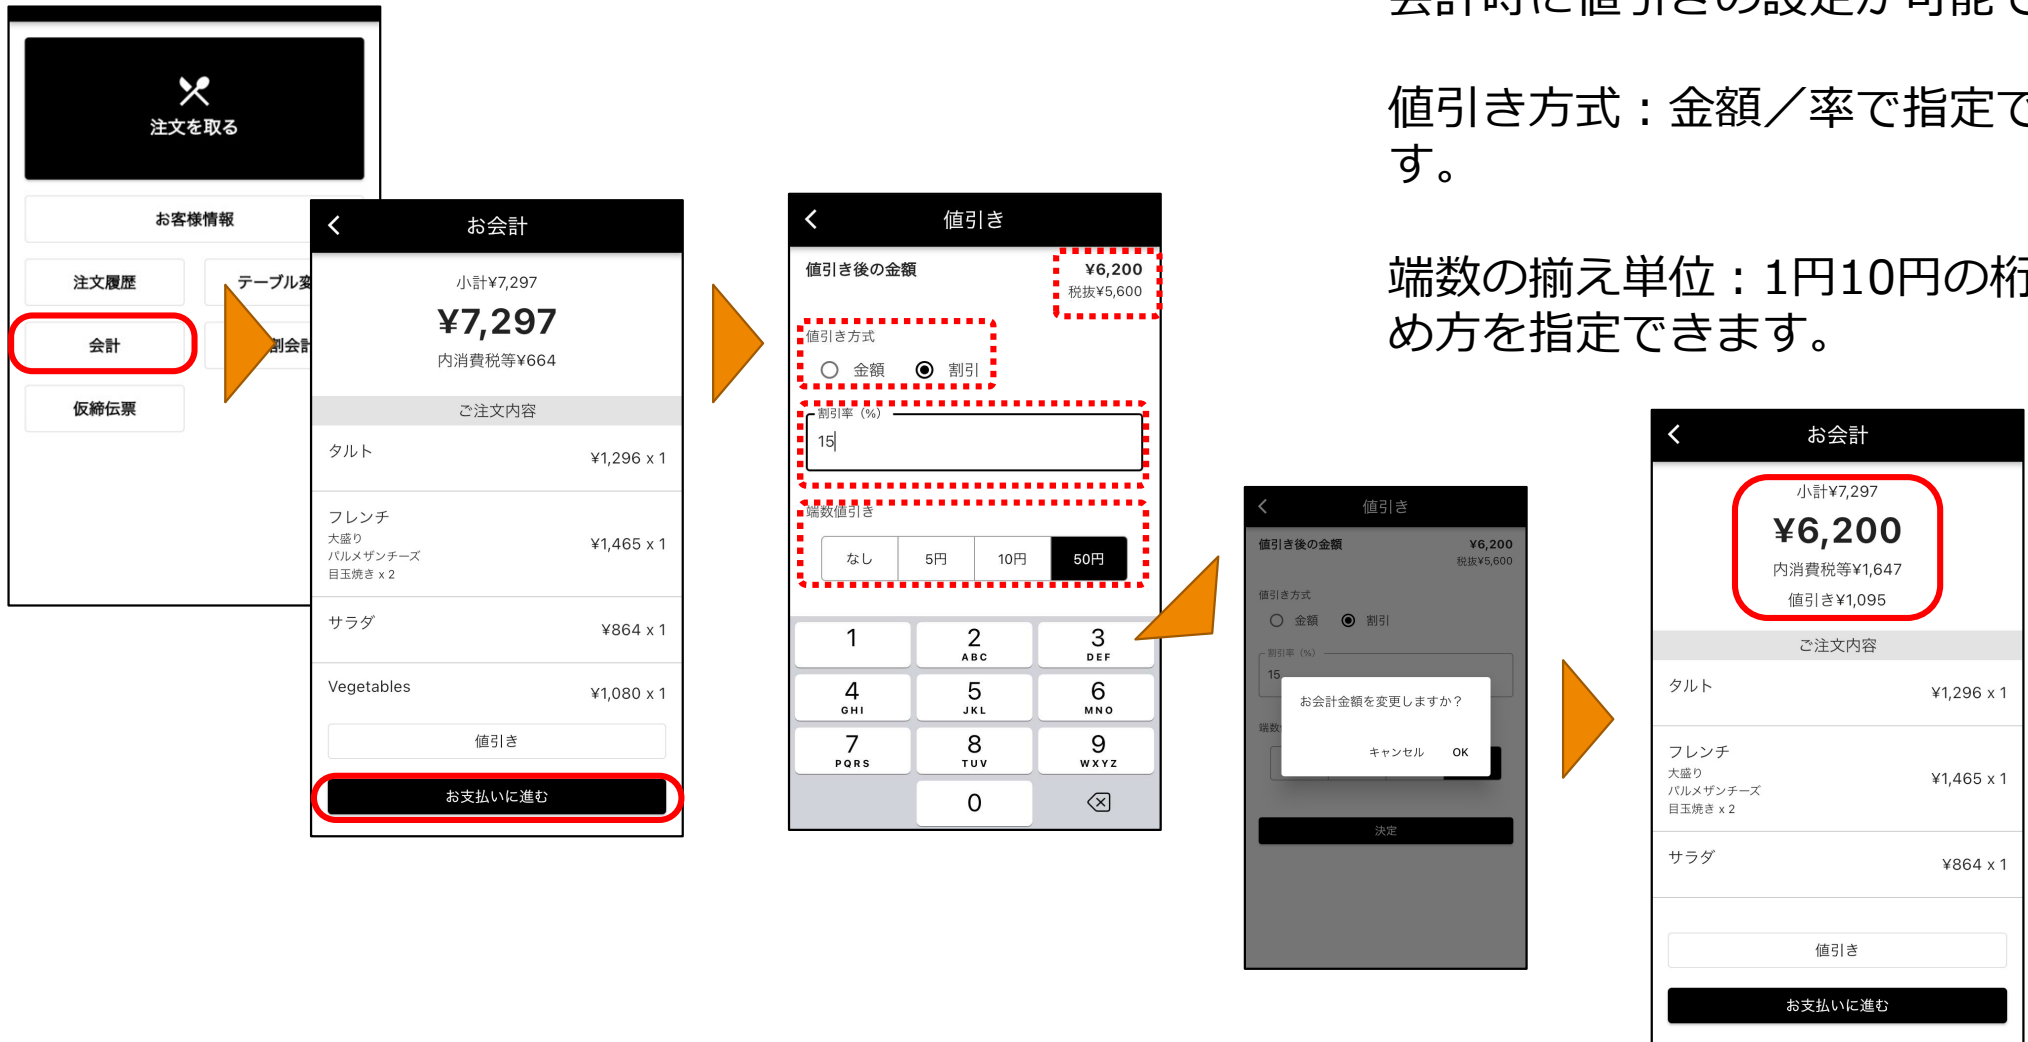 注文を取る
お客様情報
注文履歴
テーブル変
会計
割会計
仮締伝票
お会計
小計¥7,297
¥7,297
内消費税等¥664
ご注文内容
タルト
¥1,296 x 1
フレンチ
大盛り
パルメザンチーズ
目玉焼き x 2
¥1,465 x 1
サラダ
¥864 x 1
Vegetables
¥1,080 x 1
値引き
お支払いに進む
値引き
値引き後の金額
¥6,200
税抜¥5,600
値引き方式
金額
割引
割引率（%）
15
端数値引き
なし 5円 10円 50円
1 2 3
ABC DEF
4 5 6
GHI JKL MNO
7 8 9
PQRS TUV WXYZ
0
会計時に値引きの設定が可能で
値引き方式：金額／率で指定で
す。
端数の揃え単位：1円10円の桁
め方を指定できます。
値引き
値引き後の金額
¥6,200
税抜¥5,600
値引き方式
金額
割引
割引率（%）
15
端数
お会計金額を変更しますか？
キャンセル OK
決定
お会計
小計¥7,297
¥6,200
内消費税等¥1,647
値引き¥1,095
ご注文内容
タルト
¥1,296 x 1
フレンチ
大盛り
パルメザンチーズ
目玉焼き x 2
¥1,465 x 1
サラダ
¥864 x 1
値引き
お支払いに進む